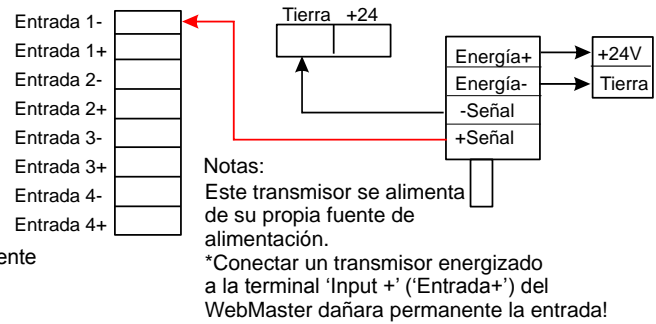 Entrada 1-
Entrada 1+
Entrada 2-
Entrada 2+
Entrada 3-
Entrada 3+
Entrada 4-
Entrada 4+
ente
Tierra +24
Energía+
Energía-
-Señal
+Señal
+24V
Tierra
Notas:
Este transmisor se alimenta
de su propia fuente de
alimentación.
*Conectar un transmisor energizado
a la terminal ‘Input +’ (‘Entrada+’) del
WebMaster dañara permanente la entrada!